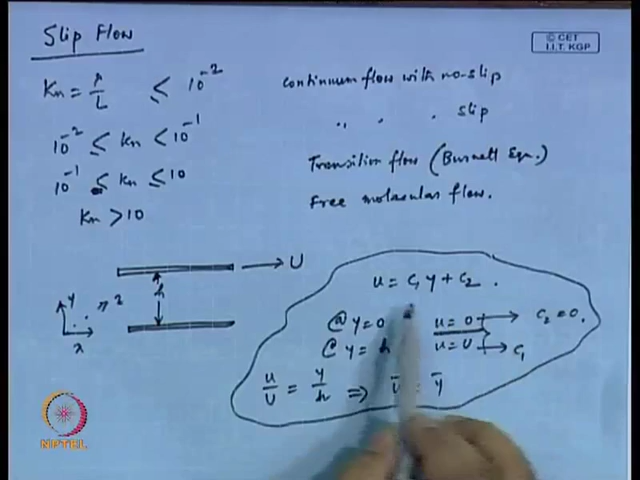 Slip Flow
© CET
I.I.T. KGP
Kn = λ/L ≤ 10^-2 continuum flow with no-slip
10^-2 ≤ Kn < 10^-1 " " " slip
10^-1 ≤ Kn ≤ 10 Transition flow (Burnett Eqn.)
Kn > 10 Free molecular flow.
U
h
y
x
u = c₁ y + c₂ .
@ y = 0 u = 0 → c₂ = 0.
@ y = h u = U → c₁
u/U = y/h ⇒ = ȳ
NPTEL